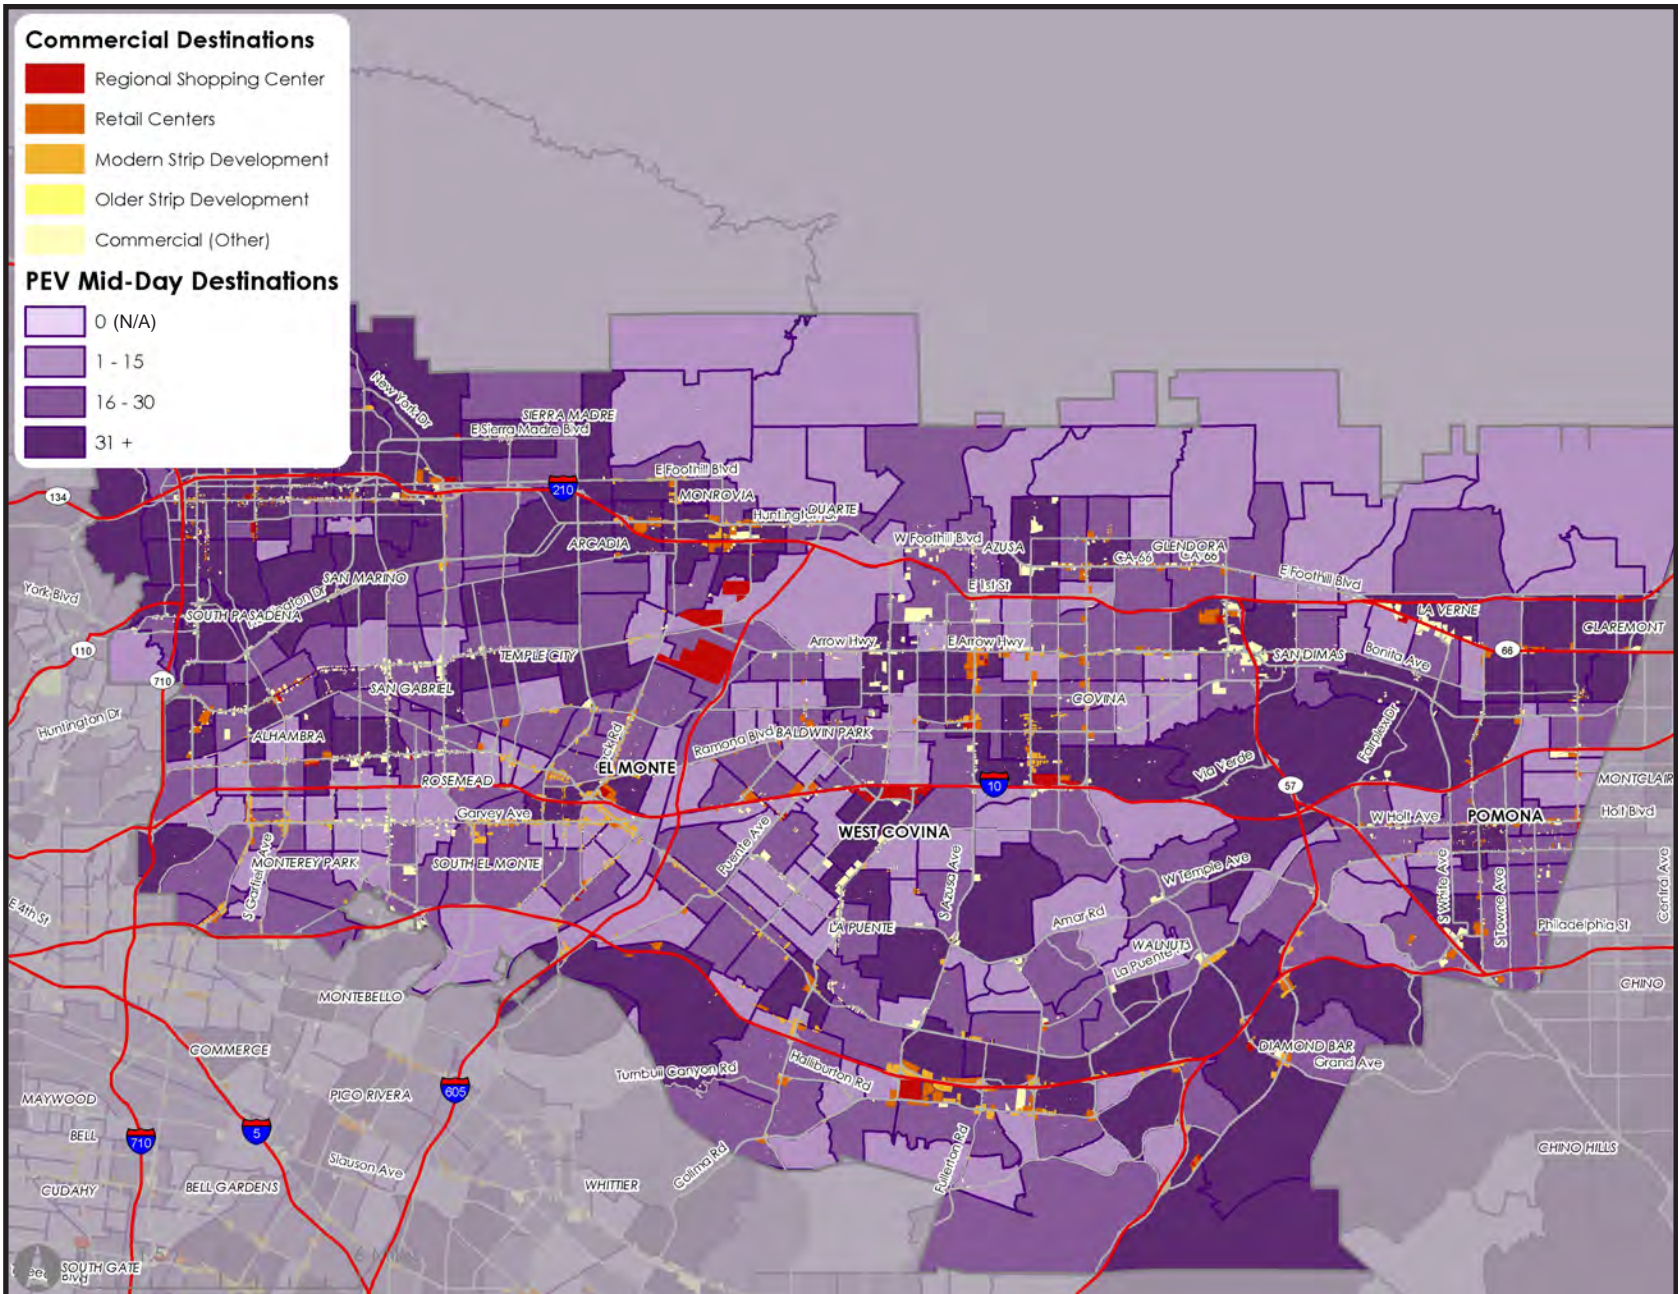 Commercial Destinations
Regional Shopping Center
Retail Centers
Modern Strip Development
Older Strip Development
Commercial (Other)
PEV Mid-Day Destinations
0 (N/A)
1 - 15
16 - 30
31 +
New York Dr
SIERRA MADRE
E Sierra Madre Blvd
E Foothill Blvd
134
210
MONROVIA
DUARTE
ARCADIA
W Foothill Blvd
AZUSA
GLENDORA
CA-66
E 1st St
E Foothill Blvd
SAN MARINO
York Blvd
SOUTH PASADENA
LA VERNE
CLAREMONT
110
TEMPLE CITY
Arrow Hwy
E Arrow Hwy
SAN DIMAS
Bonita Ave
66
710
SAN GABRIEL
GOVINA
Huntington Dr
ALHAMBRA
Fairplex Dr
Ramona Blvd
BALDWIN PARK
EL MONTE
Via Verde
ROSEMEAD
10
57
MONTCLAIR
Garvey Ave
W Holt Ave
POMONA
Holt Blvd
WEST COVINA
MONTEREY PARK
SOUTH EL MONTE
Puente Ave
S Garfield Ave
S Azusa Ave
W Temple Ave
S White Ave
S Towne Ave
Central Ave
E 4th St
Amar Rd
LA PUENTE
Philadelphia St
WALNUT
La Puente
MONTEBELLO
CHINO
COMMERCE
DIAMOND BAR
Grand Ave
Turnbull Canyon Rd
Halliburton Rd
MAYWOOD
PICO RIVERA
605
BELL
710
5
Slauson Ave
Colima Rd
Fullerton Rd
CHINO HILLS
CUDAHY
BELL GARDENS
WHITTIER
SOUTH GATE